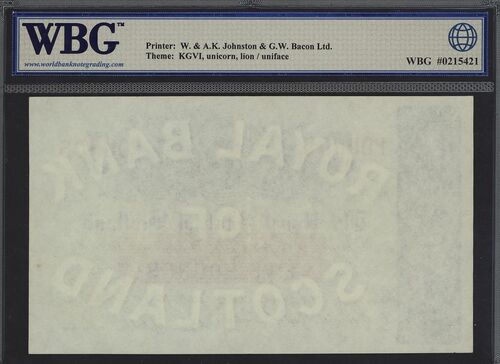 WBG™
www.worldbanknotegrading.com
Printer: W. & A.K. Johnston & G.W. Bacon Ltd.
Theme: KGVI, unicorn, lion / uniface
WBG #0215421
ROYAL BANK
OF
SCOTLAND